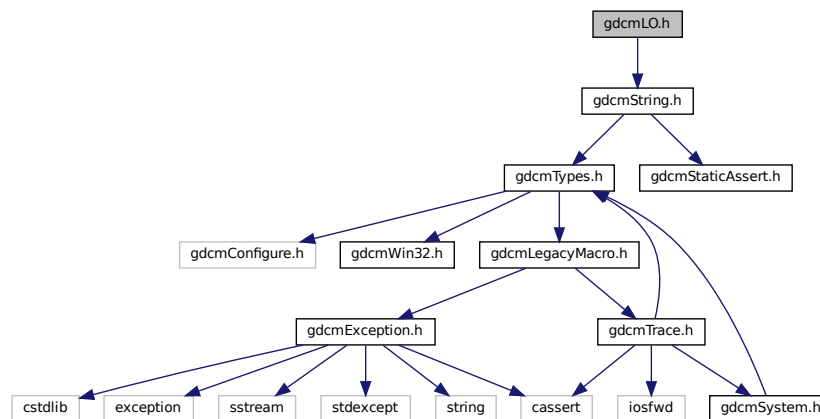 gdcmLO.h
gdcmString.h
gdcmTypes.h
gdcmStaticAssert.h
gdcmConfigure.h
gdcmWin32.h
gdcmLegacyMacro.h
gdcmException.h
gdcmTrace.h
cstdlib
exception
sstream
stdexcept
string
cassert
iosfwd
gdcmSystem.h